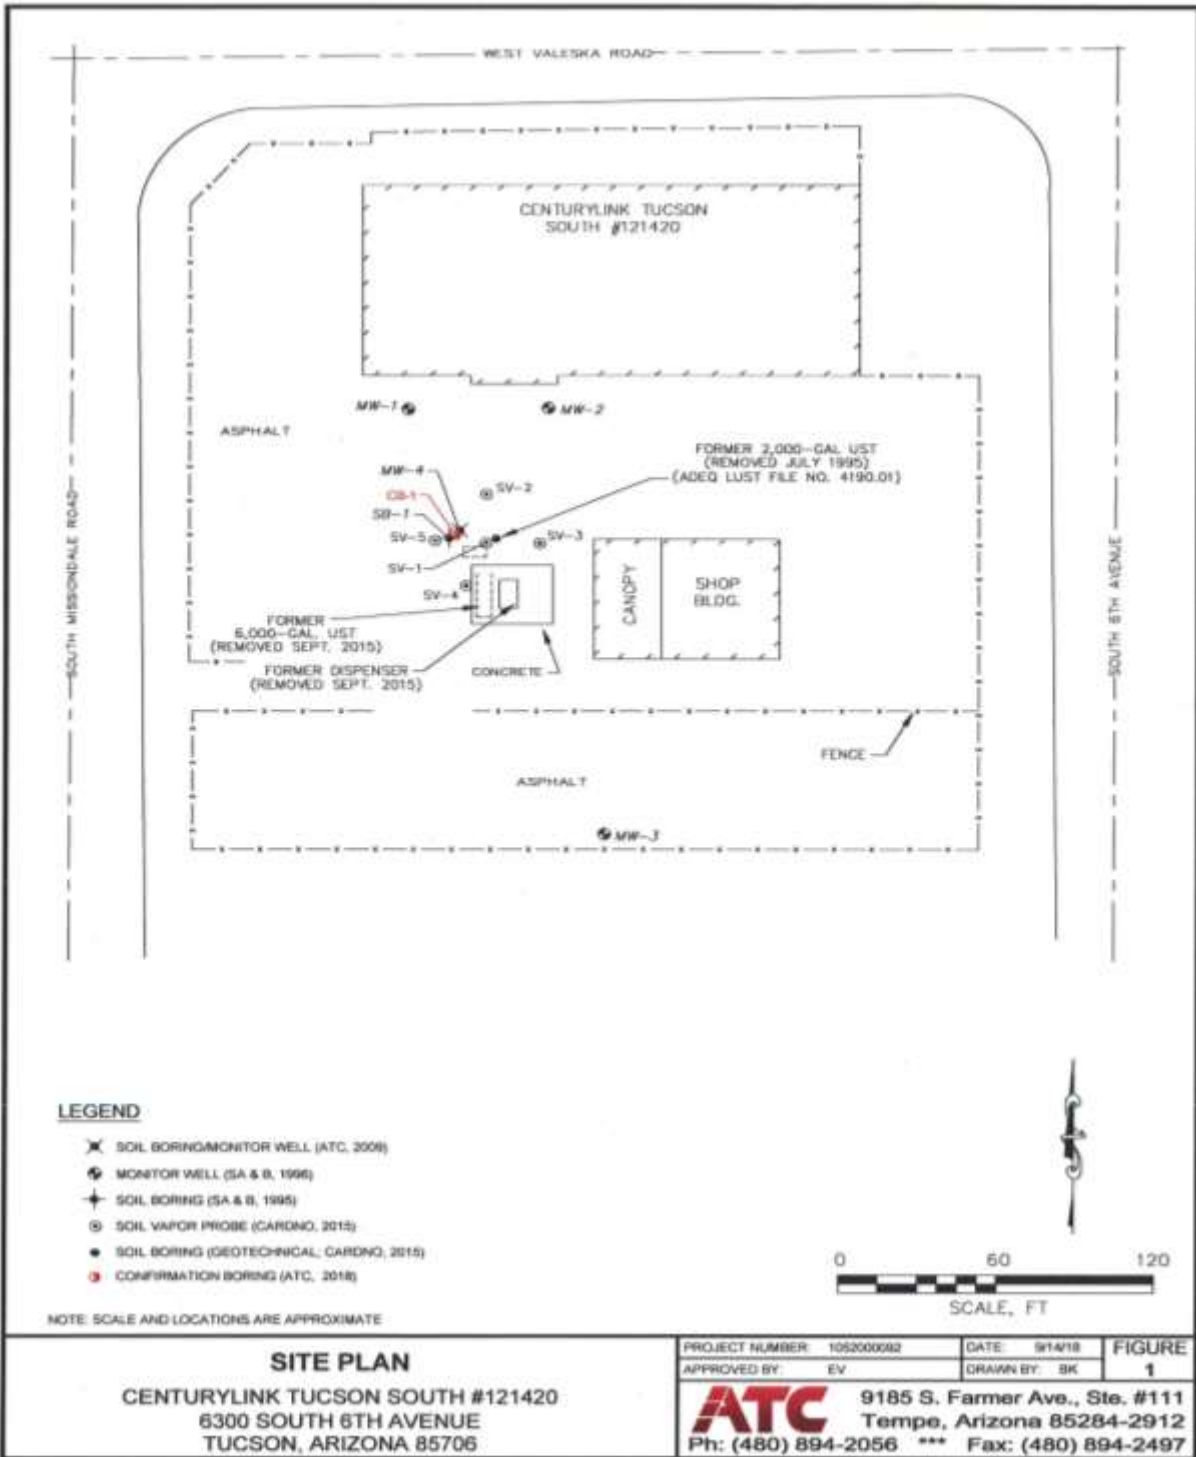 WEST VALESKA ROAD
CENTURYLINK TUCSON
SOUTH #121420
MW-1
MW-2
ASPHALT
FORMER 2,000-GAL UST
(REMOVED JULY 1995)
(ADEQ LUST FILE NO. 4190.01)
MW-4
SV-2
CB-1
SB-1
SV-5
SV-3
SV-1
SV-4
CANOPY
SHOP
BLDG.
SOUTH MISSIONDALE ROAD
SOUTH 6TH AVENUE
FORMER
6,000-GAL. UST
(REMOVED SEPT. 2015)
FORMER DISPENSER
(REMOVED SEPT. 2015)
CONCRETE
FENCE
ASPHALT
MW-3
LEGEND
SOIL BORING/MONITOR WELL (ATC, 2009)
MONITOR WELL (SA & B, 1996)
SOIL BORING (SA & B, 1995)
SOIL VAPOR PROBE (CARDNO, 2015)
SOIL BORING (GEOTECHNICAL; CARDNO, 2015)
CONFIRMATION BORING (ATC, 2018)
NOTE: SCALE AND LOCATIONS ARE APPROXIMATE
0 60 120
SCALE, FT
SITE PLAN
CENTURYLINK TUCSON SOUTH #121420
6300 SOUTH 6TH AVENUE
TUCSON, ARIZONA 85706
PROJECT NUMBER: 1052000092
DATE: 9/14/18
FIGURE
1
APPROVED BY: EV
DRAWN BY: BK
ATC
9185 S. Farmer Ave., Ste. #111
Tempe, Arizona 85284-2912
Ph: (480) 894-2056 *** Fax: (480) 894-2497